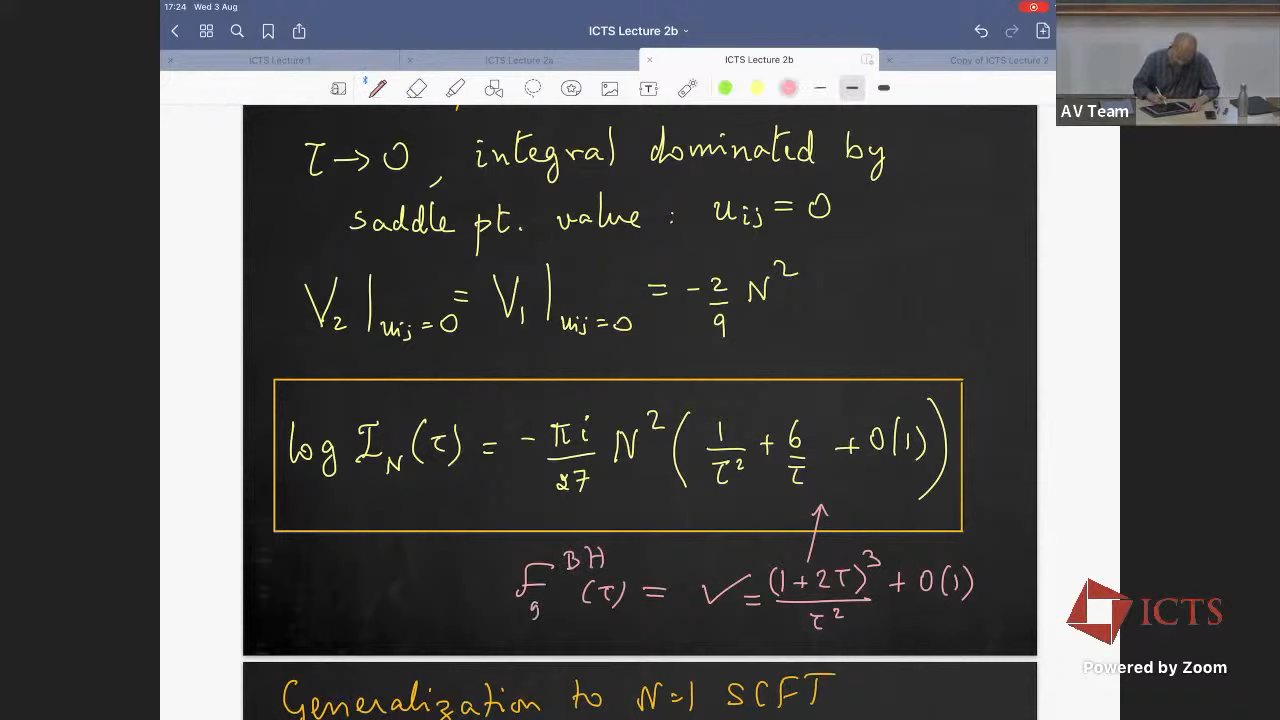 17:24 Wed 3 Aug
ICTS Lecture 2b
ICTS Lecture 1
ICTS Lecture 2a
ICTS Lecture 2b
Copy of ICTS Lecture 2
AV Team
τ → 0, integral dominated by
saddle pt. value : u_ij = 0
V_2 |_{u_ij = 0} = V_1 |_{u_ij = 0} = - 2/9 N^2
log I_N (τ) = - πi/27 N^2 ( 1/τ^2 + 6/τ + O(1) )
F_g^{BH} (τ) = ✓ = (1+2τ)^3/τ^2 + O(1)
Generalization to N=1 SCFT
ICTS
Powered by Zoom